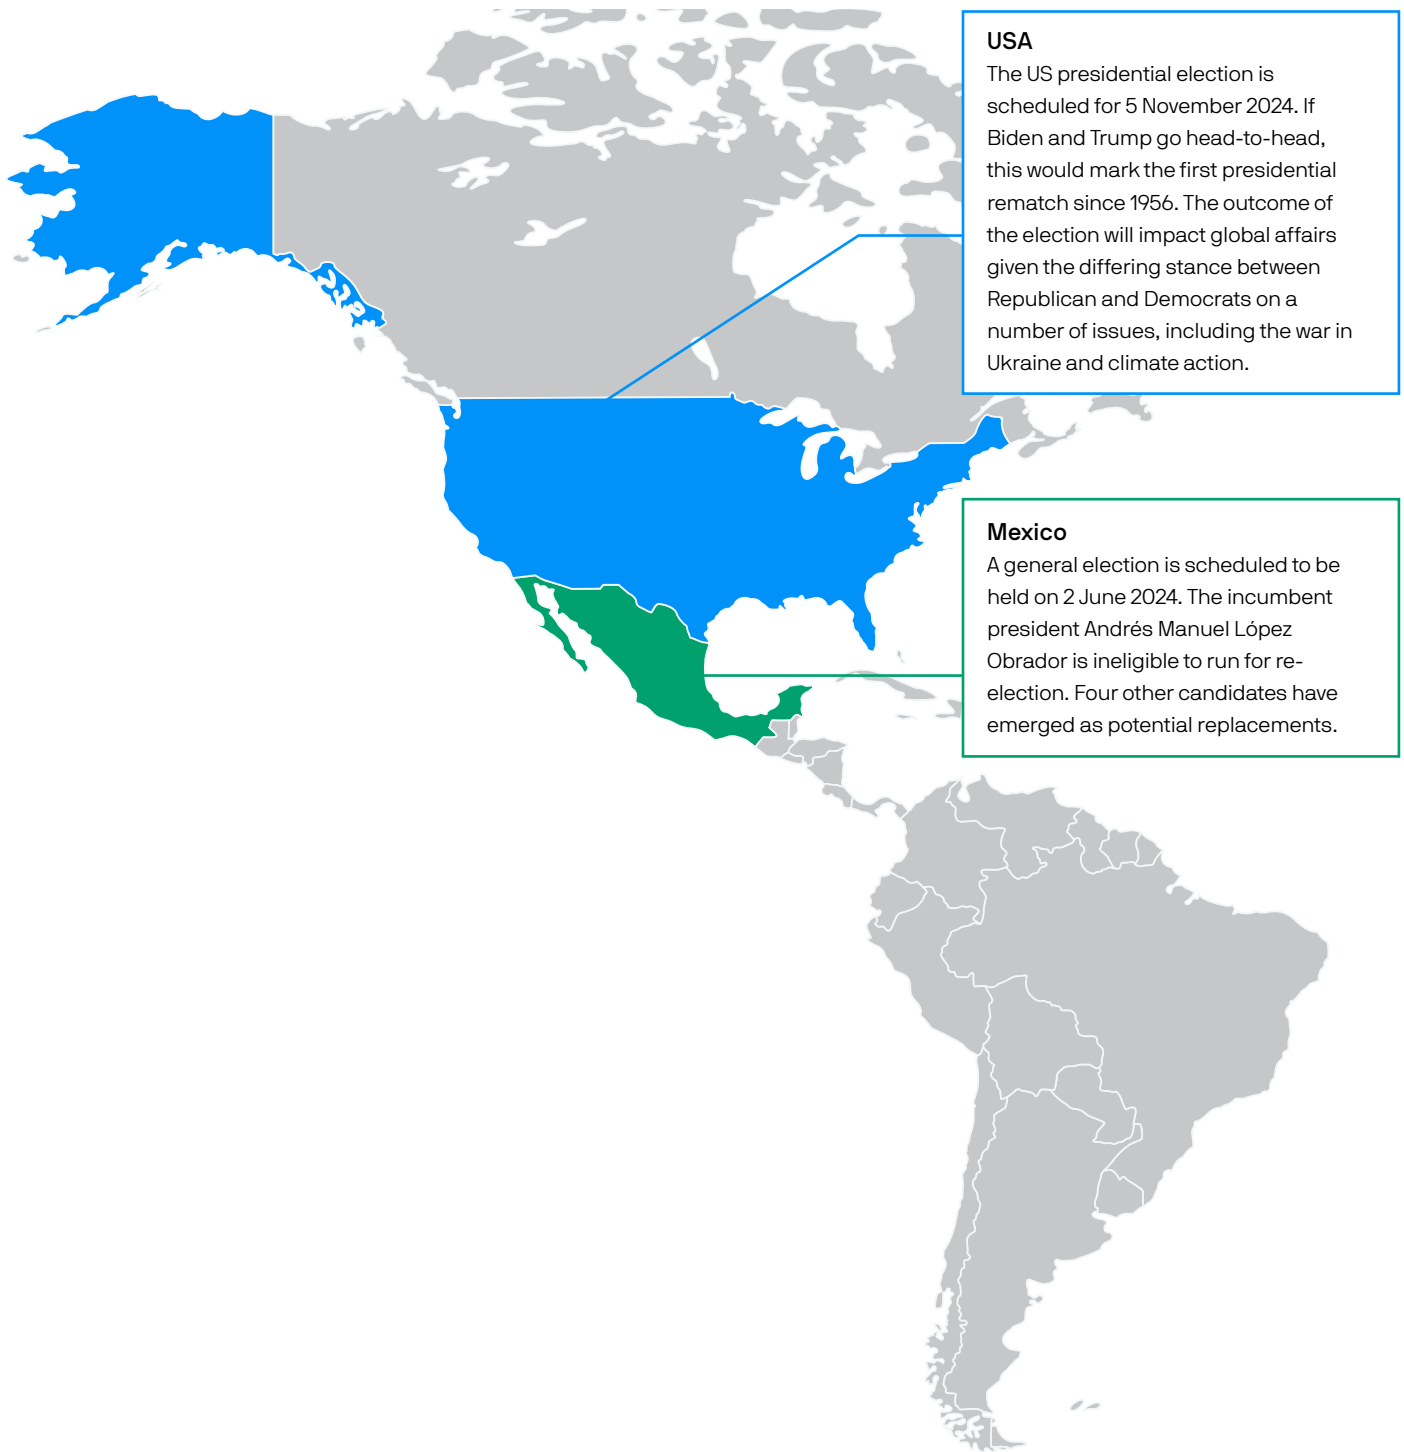 USA
The US presidential election is
scheduled for 5 November 2024. If
Biden and Trump go head-to-head,
this would mark the first presidential
rematch since 1956. The outcome of
the election will impact global affairs
given the differing stance between
Republican and Democrats on a
number of issues, including the war in
Ukraine and climate action.
Mexico
A general election is scheduled to be
held on 2 June 2024. The incumbent
president Andrés Manuel López
Obrador is ineligible to run for re-
election. Four other candidates have
emerged as potential replacements.